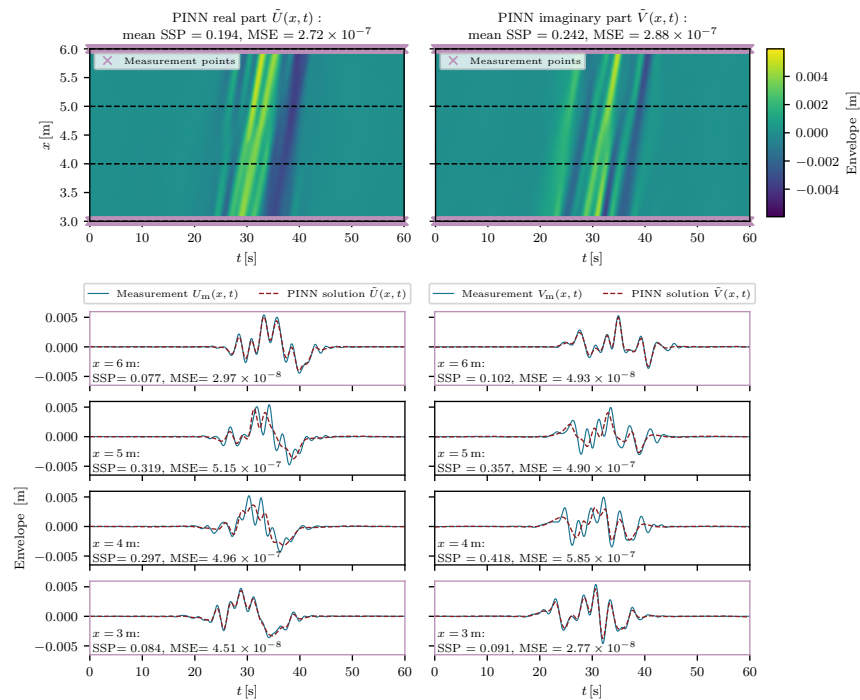 PINN real part Ũ(x, t) :
mean SSP = 0.194, MSE = 2.72 × 10⁻⁷
PINN imaginary part Ṽ(x, t) :
mean SSP = 0.242, MSE = 2.88 × 10⁻⁷
Measurement points
Measurement points
6.0
5.0
4.5
4.0
3.5
3.0
x [m]
0 10 20 30 40 50 60
t [s]
0 10 20 30 40 50 60
t [s]
0.004
0.002
0.000
−0.002
−0.004
Envelope [m]
Measurement Uₘ(x, t) PINN solution Ũ(x, t)
Measurement Vₘ(x, t) PINN solution Ṽ(x, t)
Envelope [m]
0.005
0.000
−0.005
x = 6 m:
SSP= 0.077, MSE= 2.97 × 10⁻⁸
x = 6 m:
SSP= 0.102, MSE = 4.93 × 10⁻⁸
0.005
0.000
−0.005
x = 5 m:
SSP= 0.319, MSE= 5.15 × 10⁻⁷
x = 5 m:
SSP= 0.357, MSE = 4.90 × 10⁻⁷
0.005
0.000
−0.005
x = 4 m:
SSP= 0.297, MSE= 4.96 × 10⁻⁷
x = 4 m:
SSP= 0.418, MSE = 5.85 × 10⁻⁷
0.005
0.000
−0.005
x = 3 m:
SSP= 0.084, MSE= 4.51 × 10⁻⁸
x = 3 m:
SSP= 0.091, MSE = 2.77 × 10⁻⁸
0 10 20 30 40 50 60
t [s]
0 10 20 30 40 50 60
t [s]